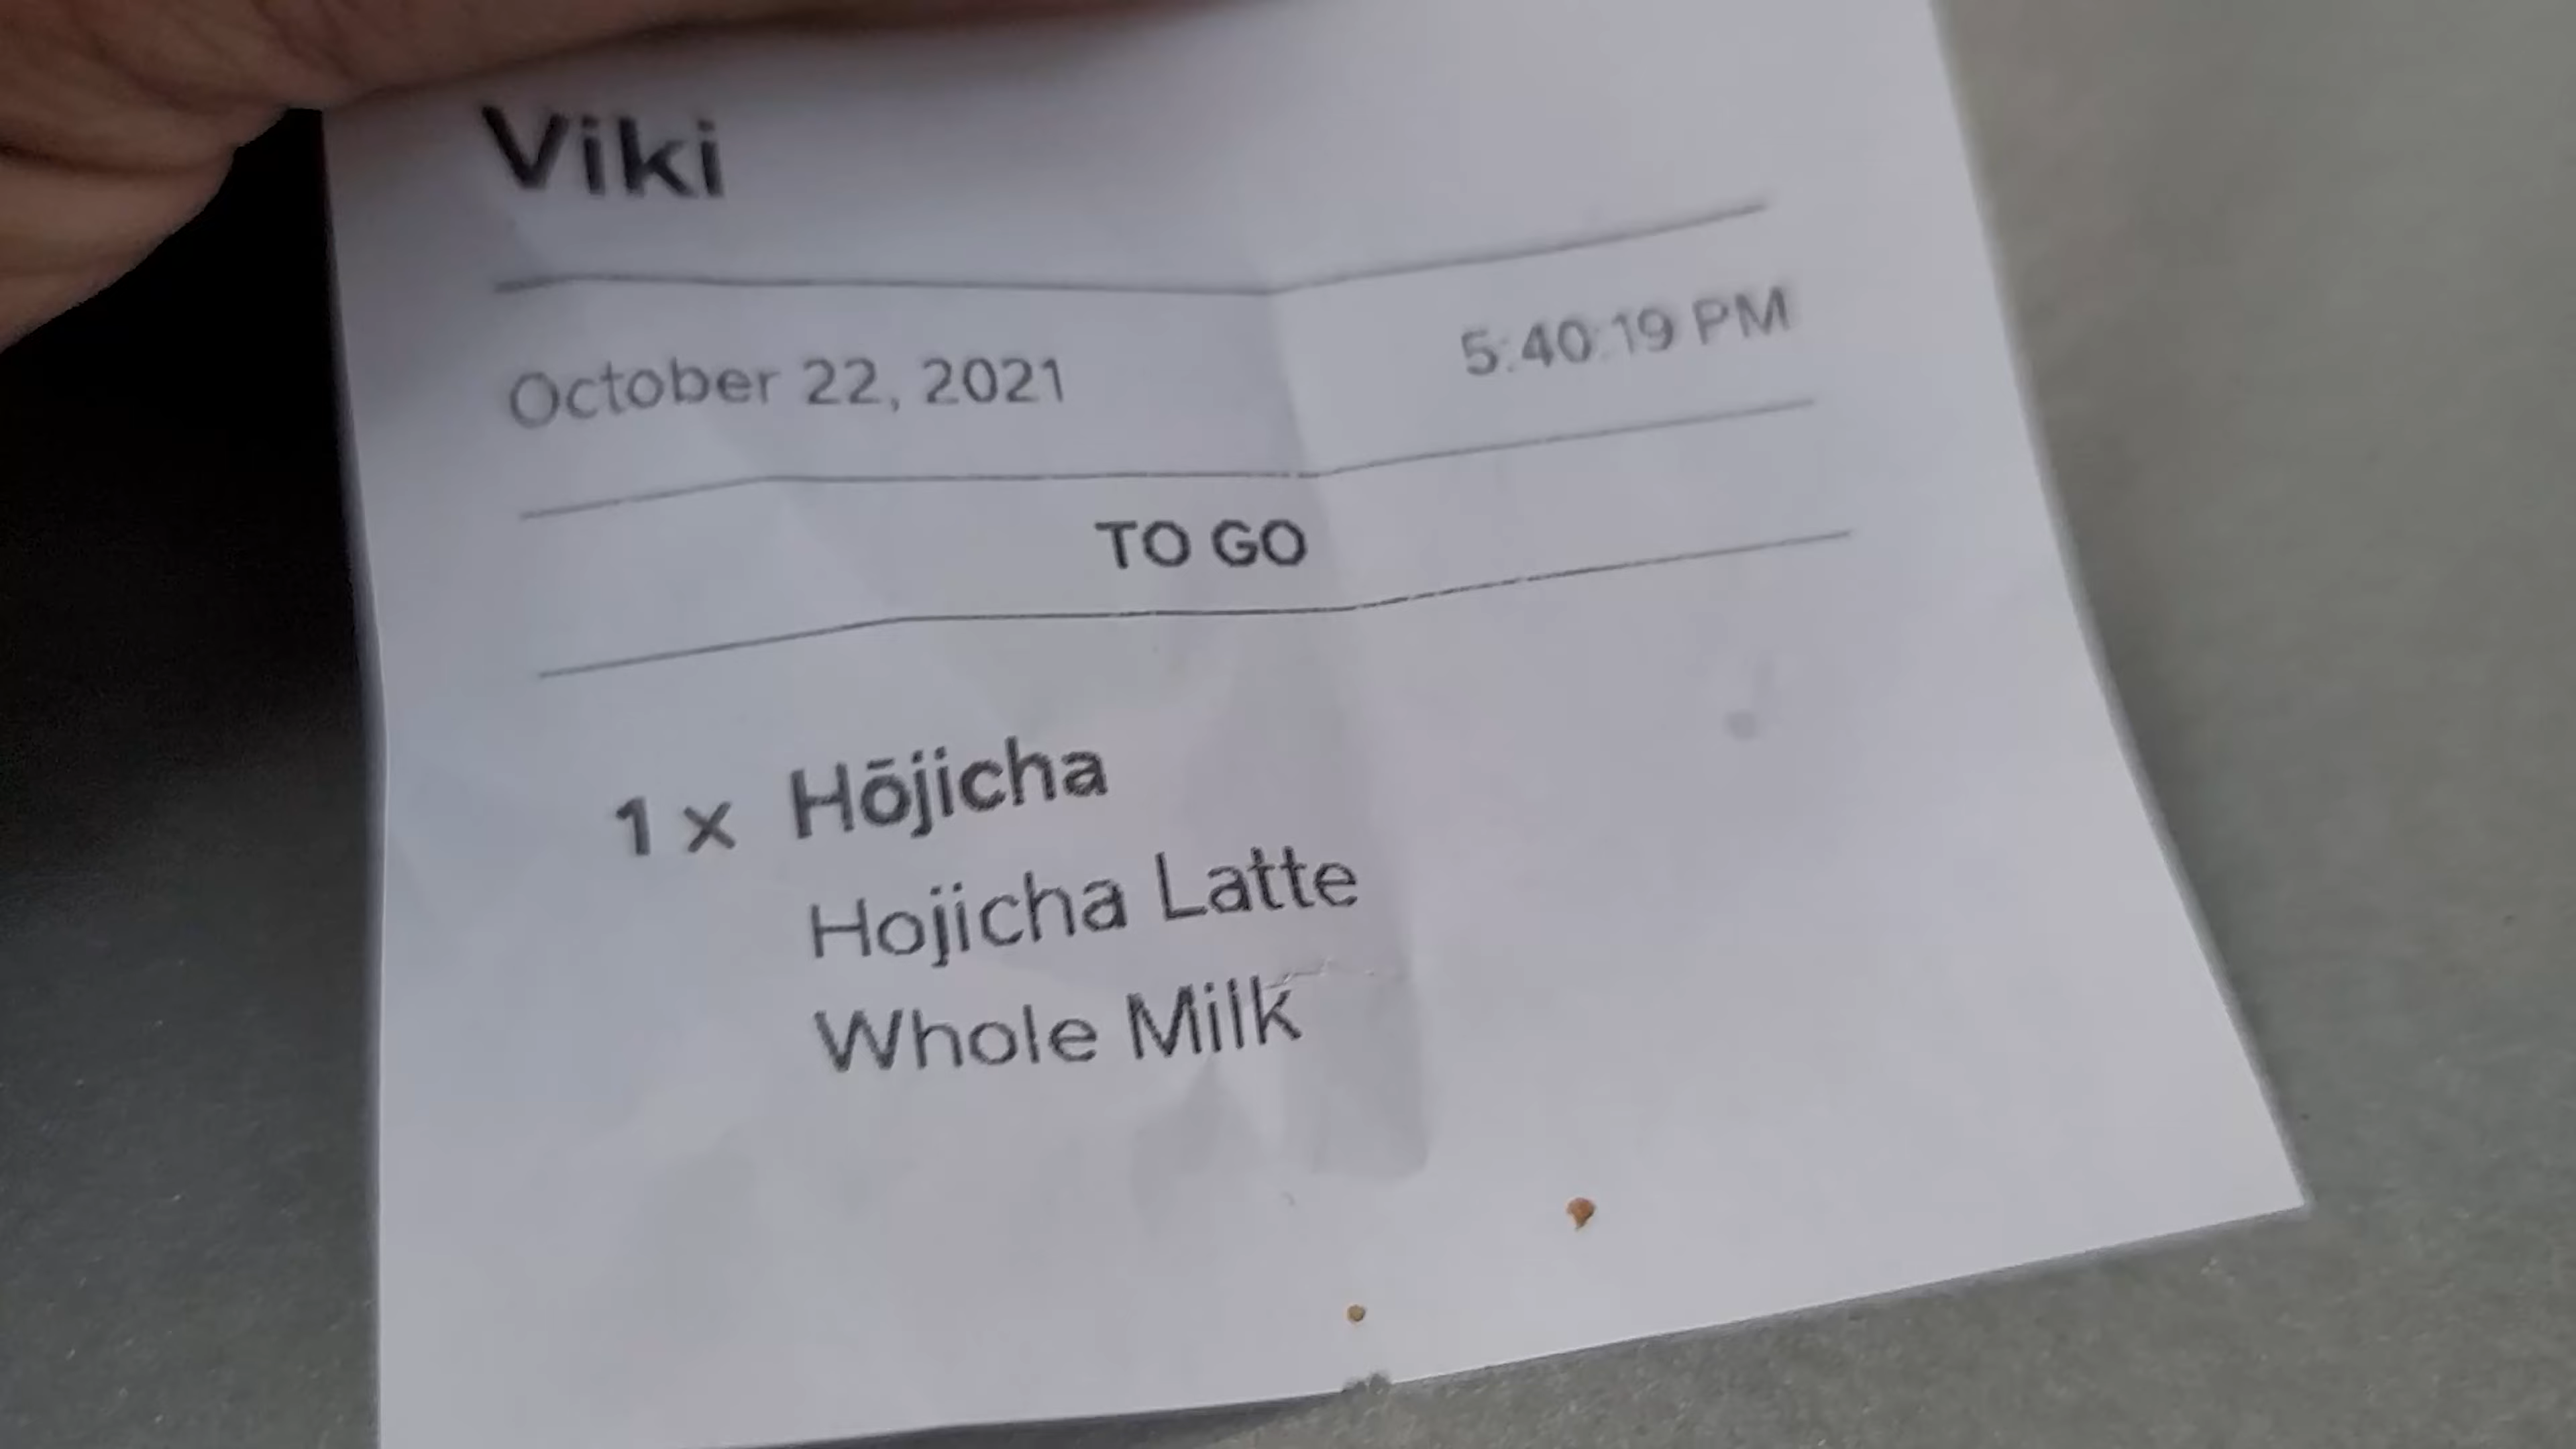 Viki
October 22, 2021 5:40:19 PM
TO GO
1 x Hōjicha
Hojicha Latte
Whole Milk